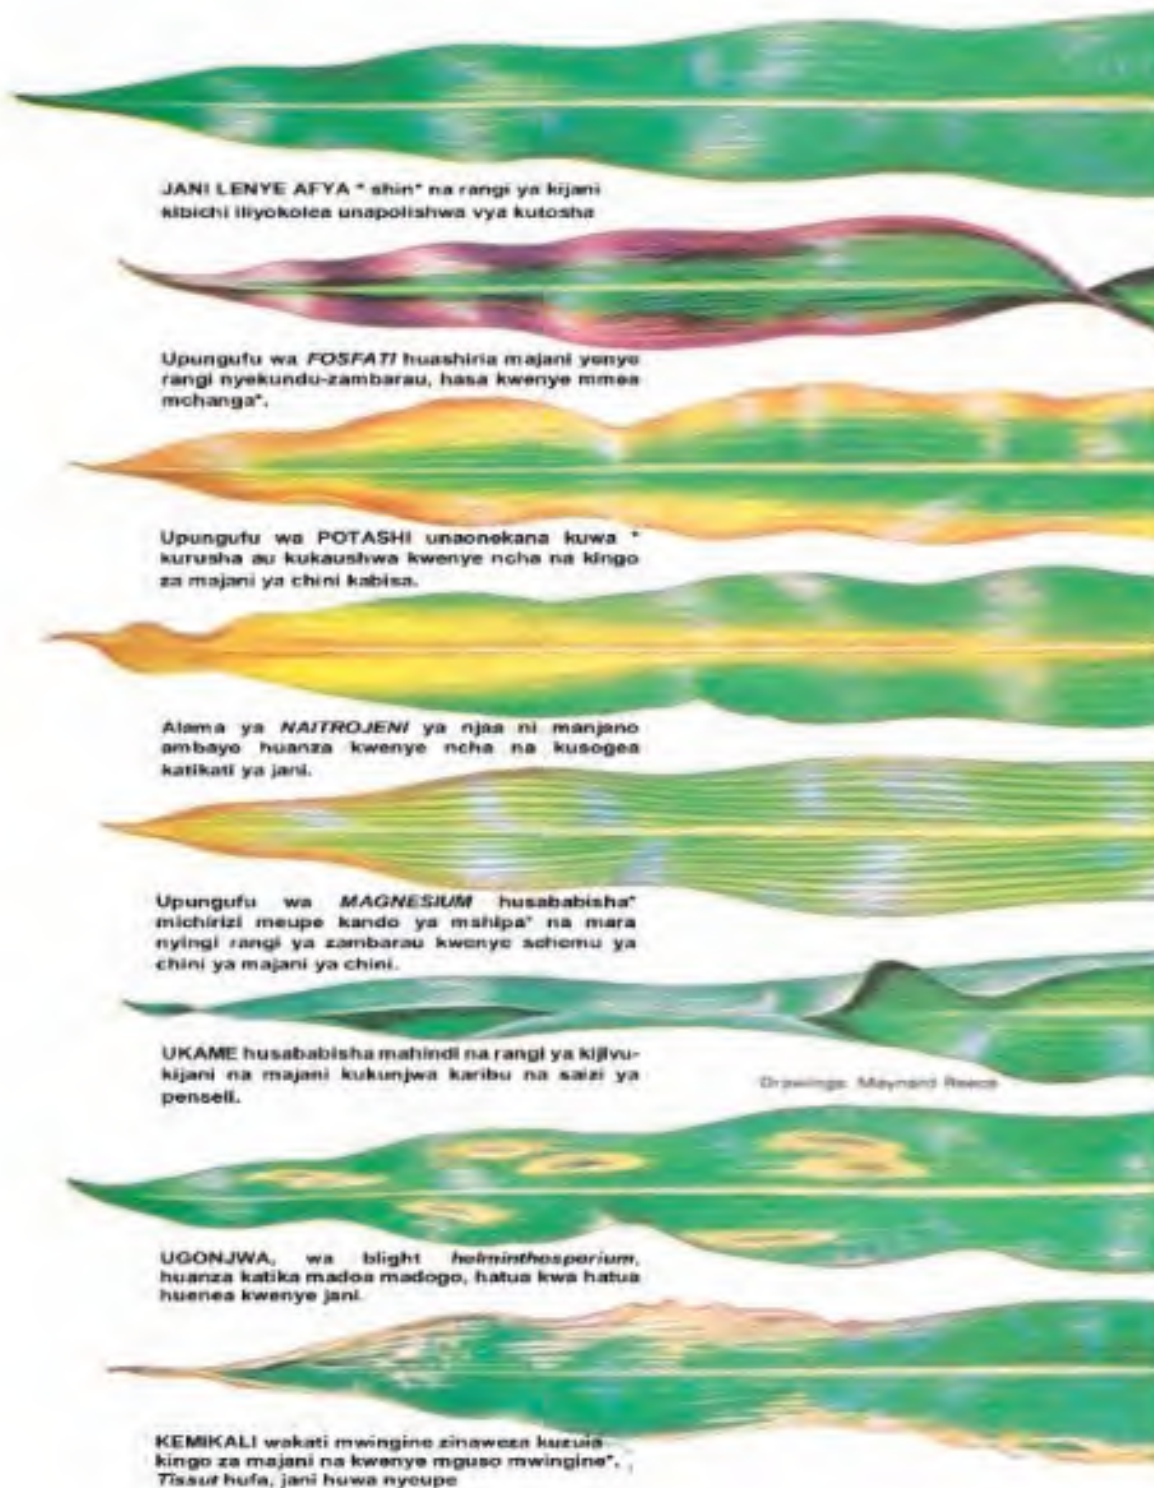 JANI LENYE AFYA " shin" na rangi ya kijani
kibichi iliyokolea unapolishwa vya kutosha
Upungufu wa FOSFATI huashiria majani yenye
rangi nyekundu-zambarau, hasa kwenye mmea
mchanga".
Upungufu wa POTASHI unaonekana kuwa "
kurusha au kukaushwa kwenye ncha na kingo
za majani ya chini kabisa.
Alama ya NAITROJENI ya njaa ni manjano
ambayo huanza kwenye ncha na kusogea
katikati ya jani.
Upungufu wa MAGNESIUM husababisha"
michirizi meupe kando ya mshipa" na mara
nyingi rangi ya zambarau kwenye sehemu ya
chini ya majani ya chini.
UKAME husababisha mahindi na rangi ya kijivu-
kijani na majani kukunjwa karibu na saizi ya
penseli.
Drawings: Maynard Reece
UGONJWA, wa blight helminthosporium,
huanza katika madoa madogo, hatua kwa hatua
huenea kwenye jani.
KEMIKALI wakati mwingine zinaweza kuzuia
kingo za majani na kwenye mguso mwingine".
Tissut hufa, jani huwa nyeupe